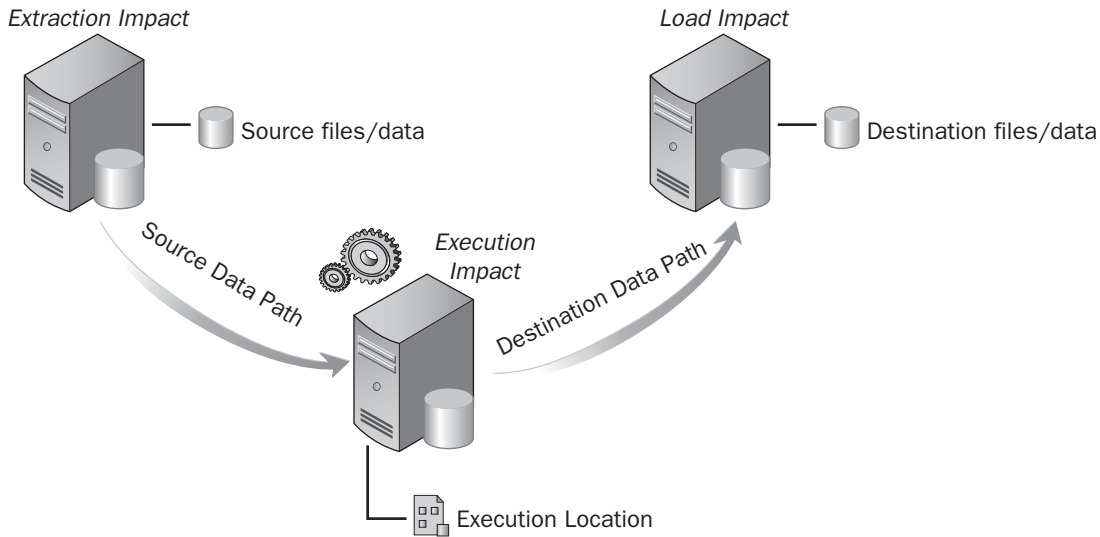 Extraction Impact
Load Impact
Source files/data
Destination files/data
Source Data Path
Execution
Impact
Destination Data Path
Execution Location